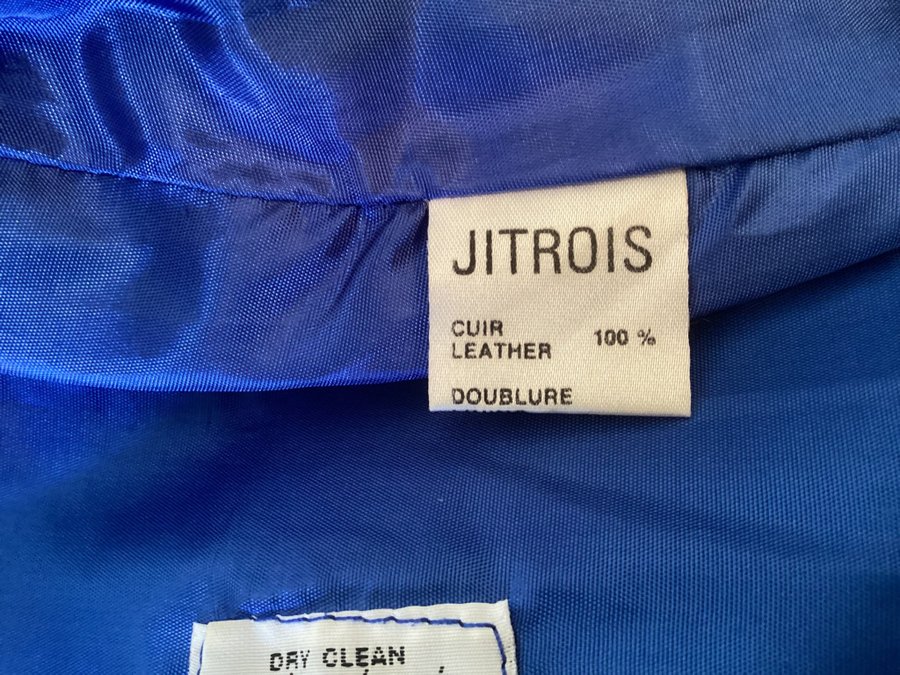 JITROIS
CUIR
LEATHER 100 %
DOUBLURE
DRY CLEAN